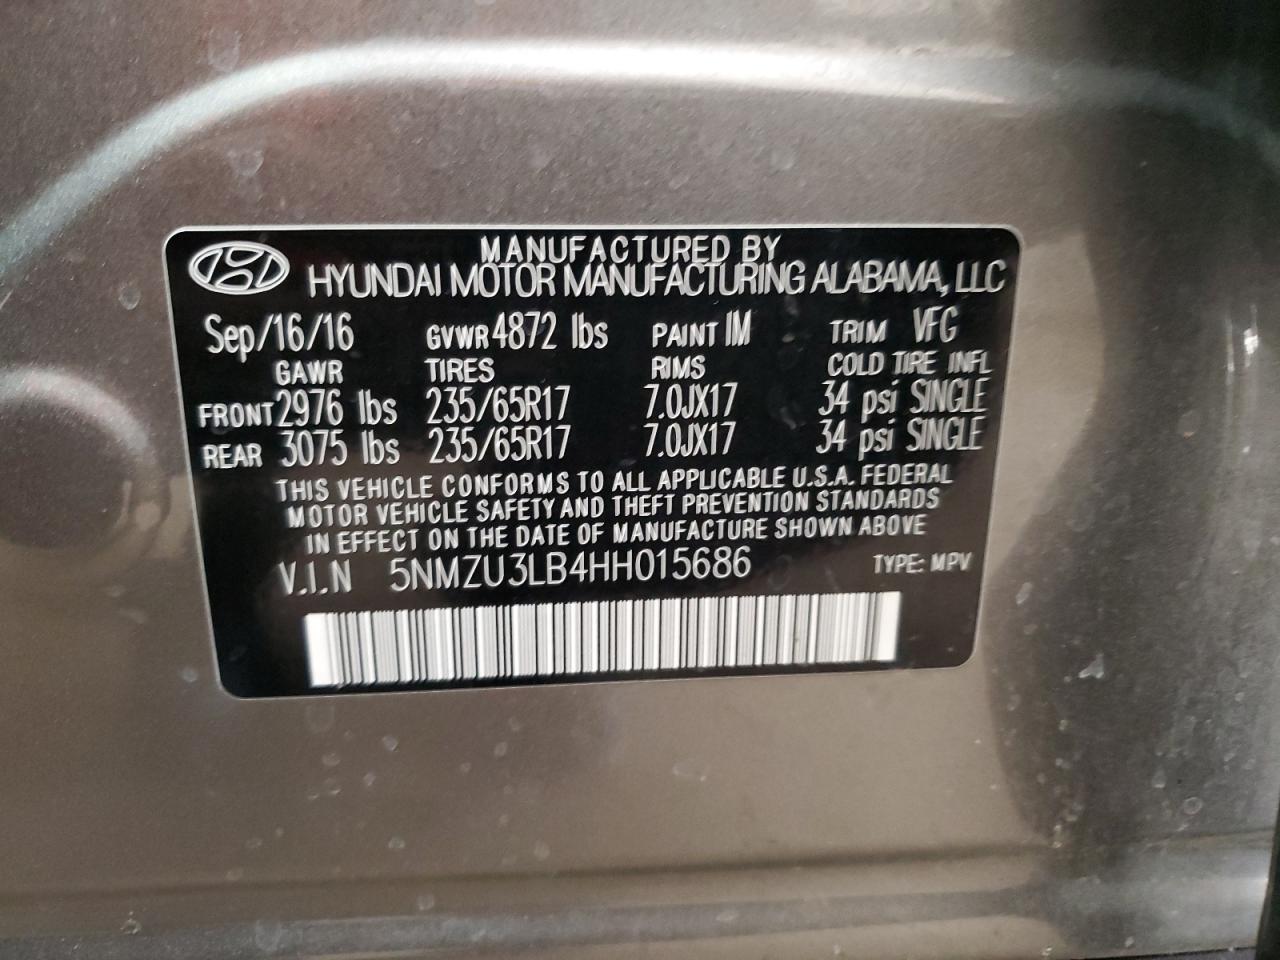 MANUFACTURED BY
HYUNDAI MOTOR MANUFACTURING ALABAMA, LLC
Sep/16/16 GVWR 4872 lbs PAINT IM TRIM VFG
GAWR TIRES RIMS COLD TIRE INFL
FRONT 2976 lbs 235/65R17 7.0JX17 34 psi SINGLE
REAR 3075 lbs 235/65R17 7.0JX17 34 psi SINGLE
THIS VEHICLE CONFORMS TO ALL APPLICABLE U.S.A. FEDERAL
MOTOR VEHICLE SAFETY AND THEFT PREVENTION STANDARDS
IN EFFECT ON THE DATE OF MANUFACTURE SHOWN ABOVE
V.I.N 5NMZU3LB4HH015686 TYPE: MPV